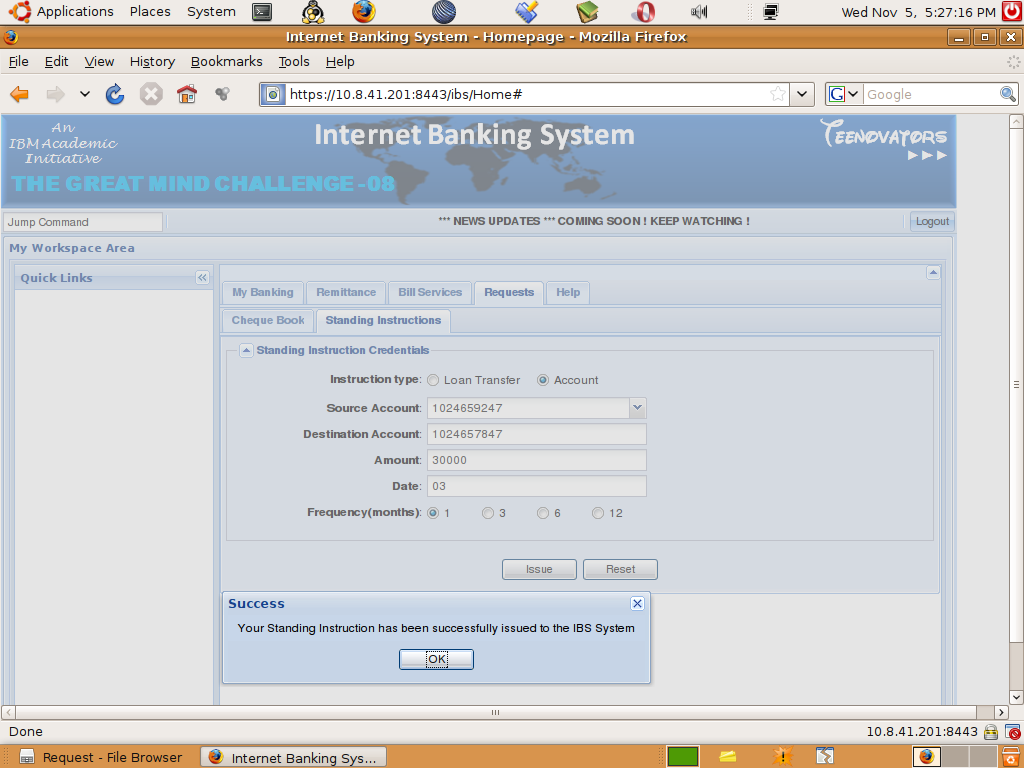 Applications Places System Wed Nov 5, 5:27:16 PM
Internet Banking System - Homepage - Mozilla Firefox
File Edit View History Bookmarks Tools Help
https://10.8.41.201:8443/ibs/Home# G Google
An
IBM Academic
Initiative
Internet Banking System
TEENOVATORS
THE GREAT MIND CHALLENGE -08
Jump Command *** NEWS UPDATES *** COMING SOON ! KEEP WATCHING ! Logout
My Workspace Area
Quick Links
My Banking Remittance Bill Services Requests Help
Cheque Book Standing Instructions
Standing Instruction Credentials
Instruction type: Loan Transfer Account
Source Account: 1024659247
Destination Account: 1024657847
Amount: 30000
Date: 03
Frequency(months): 1 3 6 12
Issue Reset
Success
Your Standing Instruction has been successfully issued to the IBS System
OK
Done 10.8.41.201:8443
Request - File Browser Internet Banking Sys...